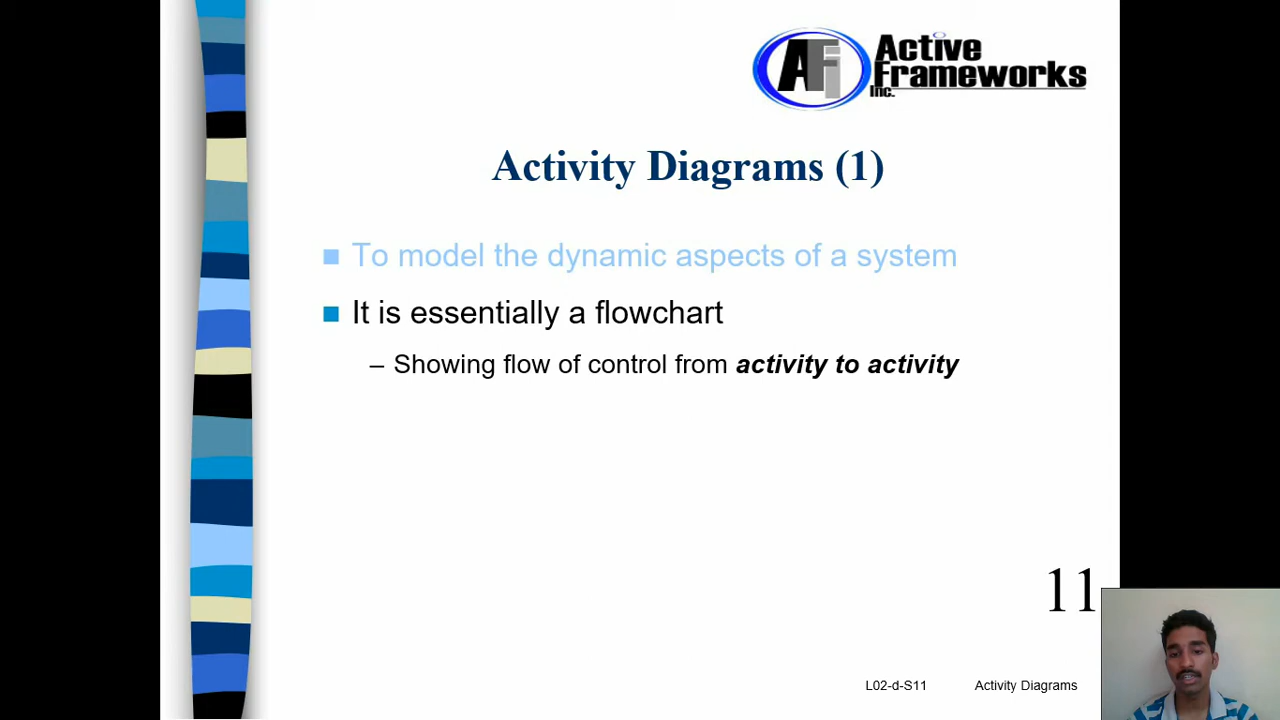 AFi Active
Frameworks
Inc.
Activity Diagrams (1)
To model the dynamic aspects of a system
It is essentially a flowchart
– Showing flow of control from activity to activity
11
L02-d-S11 Activity Diagrams